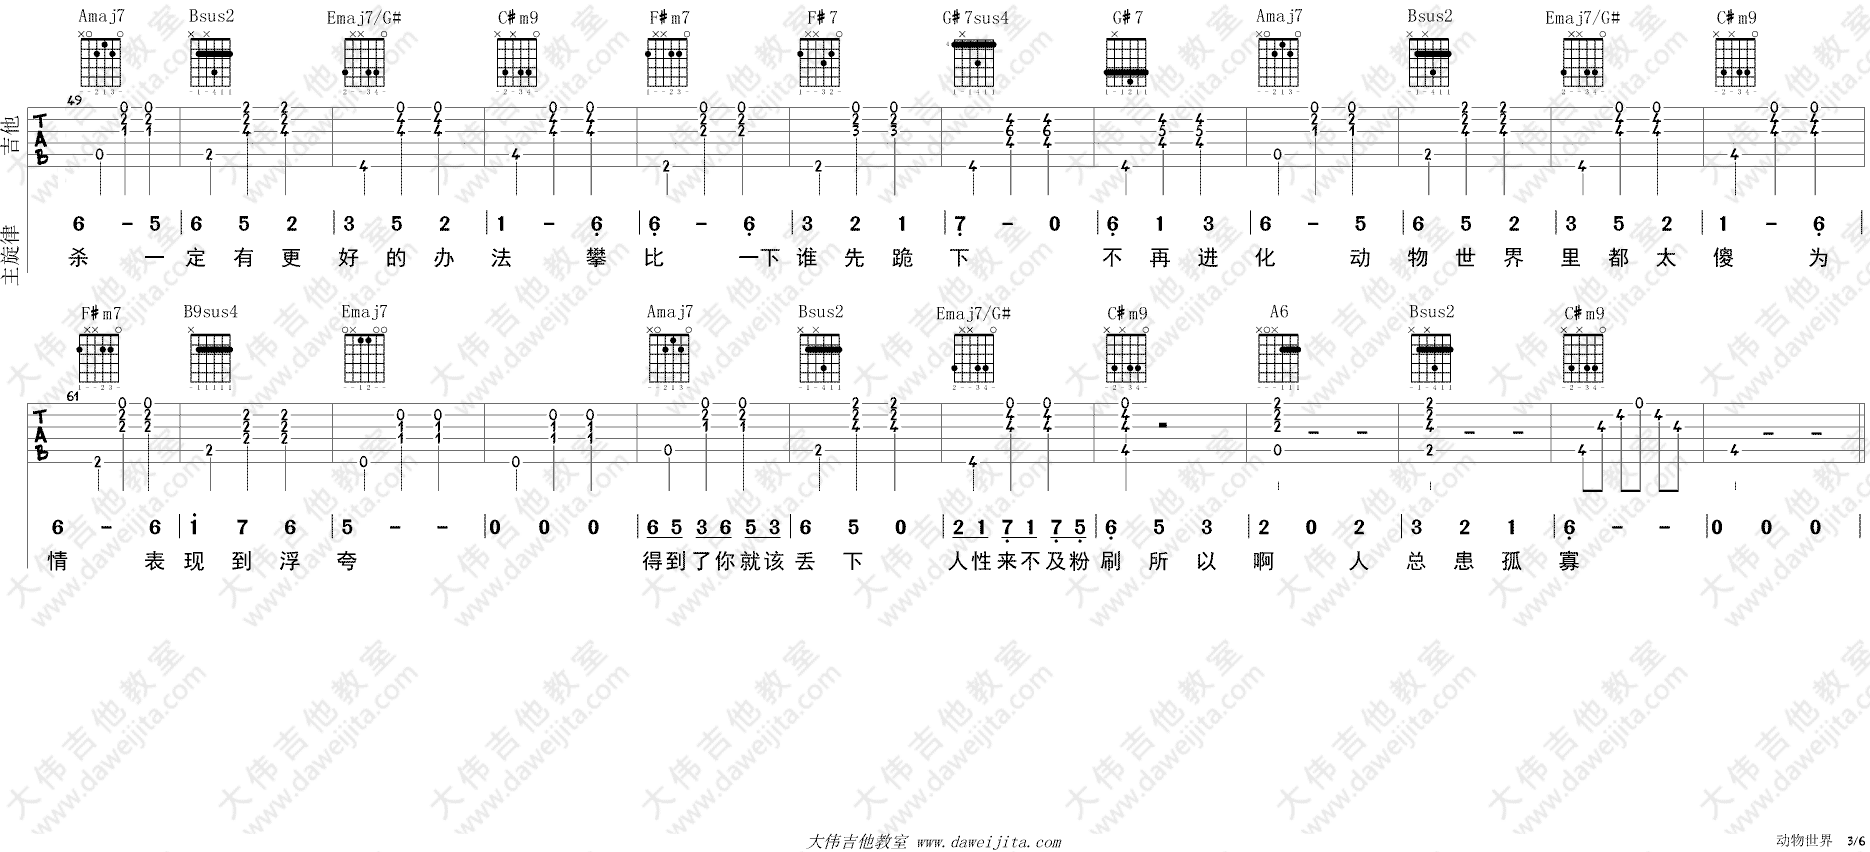 Amaj7 Bsus2 Emaj7/G# C#m9 F#m7 F#7 G#7sus4 G#7 Amaj7 Bsus2 Emaj7/G# C#m9
49
吉他
TAB
主旋律
6 - 5 | 6 5 2 | 3 5 2 | 1 - 6 | 6 - 6 | 3 2 1 | 7 - 0 | 6 1 3 | 6 - 5 | 6 5 2 | 3 5 2 | 1 - 6 |
杀 一 定 有 更 好 的 办 法 攀 比 一下 谁 先 跪 下 不 再 进 化 动 物 世 界 里 都 太 傻 为
F#m7 B9sus4 Emaj7 Amaj7 Bsus2 Emaj7/G# C#m9 A6 Bsus2 C#m9
61
TAB
6 - 6 | 1 7 6 | 5 - - | 0 0 0 | 6 5 3 6 5 3 | 6 5 0 | 2 1 7 1 7 5 | 6 5 3 | 2 0 2 | 3 2 1 | 6 - - | 0 0 0 |
情 表 现 到 浮 夸 得到了你就该 丢 下 人性来不及粉 刷 所 以 啊 人 总 患 孤 寡
大伟吉他教室 www.daweijita.com
动物世界 3/6